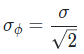 σ_ϕ = σ/√2